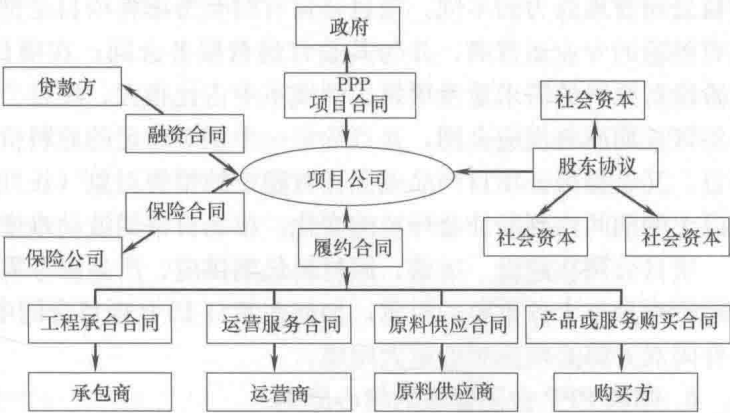 政府
贷款方
PPP
项目合同
社会资本
融资合同
项目公司
股东协议
保险合同
保险公司
履约合同
社会资本
社会资本
工程承台合同
运营服务合同
原料供应合同
产品或服务购买合同
承包商
运营商
原料供应商
购买方